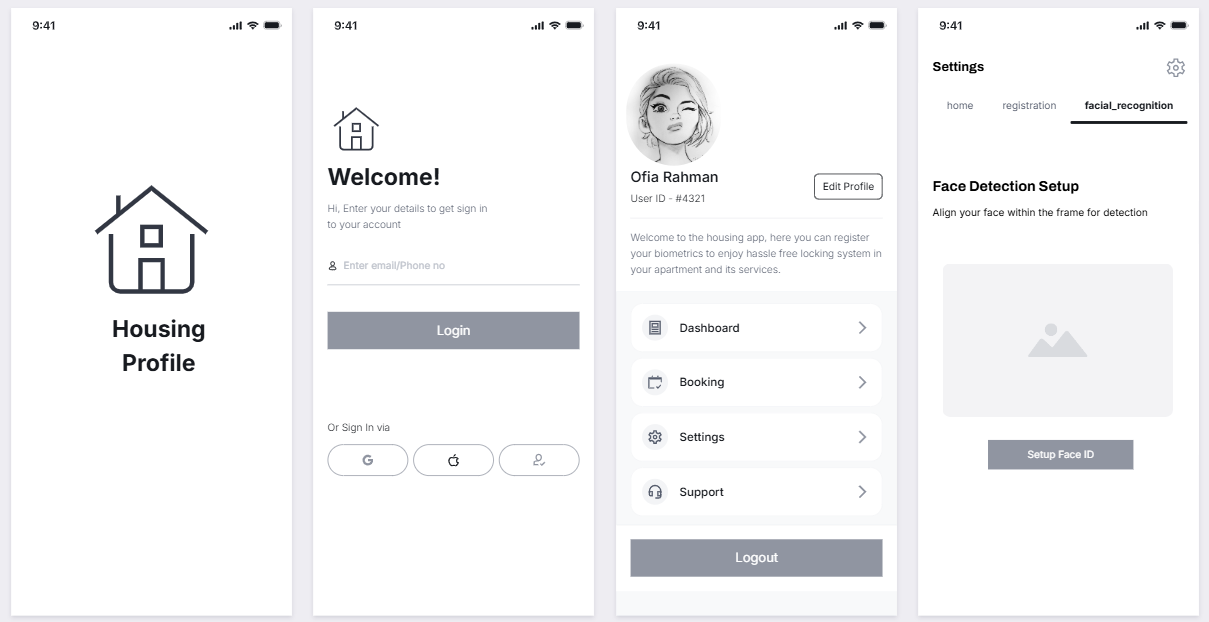 9:41
Housing
Profile
9:41
Welcome!
Hi, Enter your details to get sign in
to your account
Enter email/Phone no
Login
Or Sign In via
G
9:41
Ofia Rahman
User ID - #4321
Edit Profile
Welcome to the housing app, here you can register
your biometrics to enjoy hassle free locking system in
your apartment and its services.
Dashboard
Booking
Settings
Support
Logout
9:41
Settings
home registration facial_recognition
Face Detection Setup
Align your face within the frame for detection
Setup Face ID